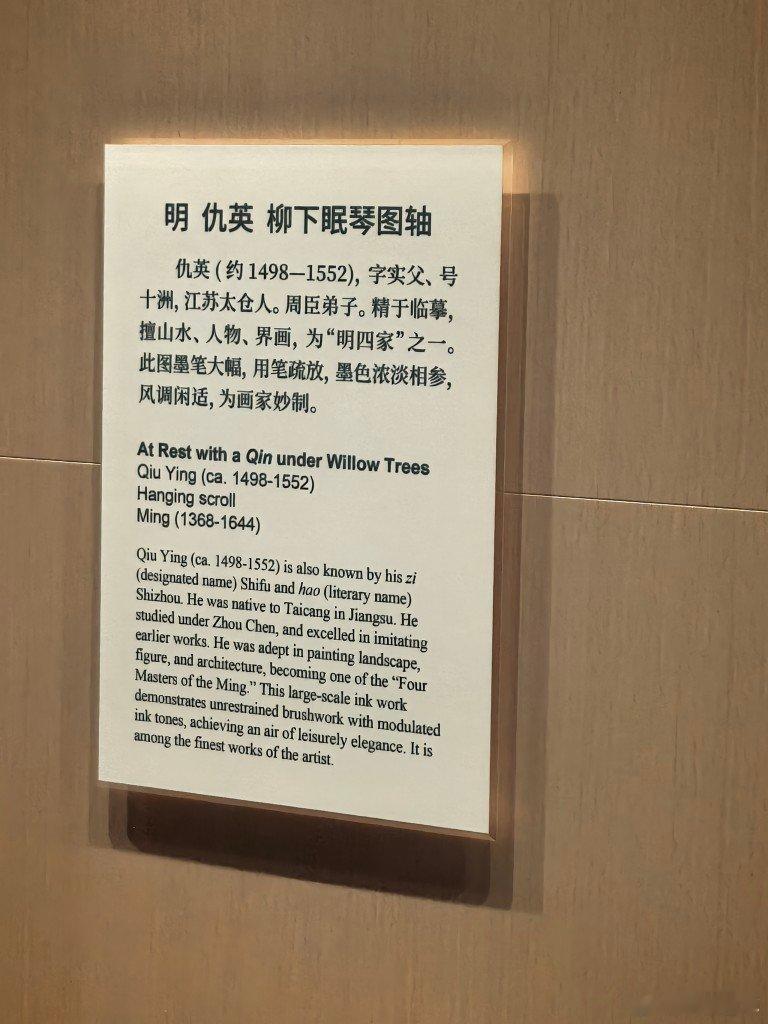 明 仇英 柳下眠琴图轴
仇英（约1498—1552），字实父、号
十洲，江苏太仓人。周臣弟子。精于临摹，
擅山水、人物、界画，为“明四家”之一。
此图墨笔大幅，用笔疏放，墨色浓淡相参，
风调闲适，为画家妙制。
At Rest with a Qin under Willow Trees
Qiu Ying (ca. 1498-1552)
Hanging scroll
Ming (1368-1644)
Qiu Ying (ca. 1498-1552) is also known by his zi
(designated name) Shifu and hao (literary name)
Shizhou. He was native to Taicang in Jiangsu. He
studied under Zhou Chen, and excelled in imitating
earlier works. He was adept in painting landscape,
figure, and architecture, becoming one of the “Four
Masters of the Ming.” This large-scale ink work
demonstrates unrestrained brushwork with modulated
ink tones, achieving an air of leisurely elegance. It is
among the finest works of the artist.